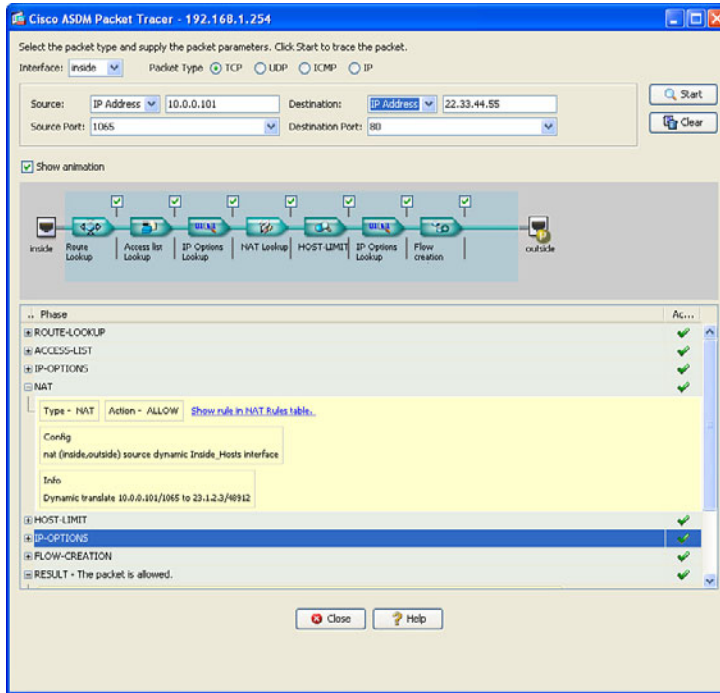 Cisco ASDM Packet Tracer - 192.168.1.254
Select the packet type and supply the packet parameters. Click Start to trace the packet.
Interface: inside Packet Type TCP UDP ICMP IP
Source: IP Address 10.0.0.101 Destination: IP Address 22.33.44.55
Start
Source Port: 1065 Destination Port: 80
Clear
Show animation
inside
Route Lookup
Access list Lookup
IP Options Lookup
NAT Lookup
HOST-LIMIT
IP Options Lookup
Flow creation
outside
.. Phase Ac...
ROUTE-LOOKUP
ACCESS-LIST
IP-OPTIONS
NAT
Type - NAT Action - ALLOW Show rule in NAT Rules table.
Config
nat (inside,outside) source dynamic Inside_Hosts interface
Info
Dynamic translate 10.0.0.101/1065 to 23.1.2.3/48912
HOST-LIMIT
IP-OPTIONS
FLOW-CREATION
RESULT - The packet is allowed.
Close Help